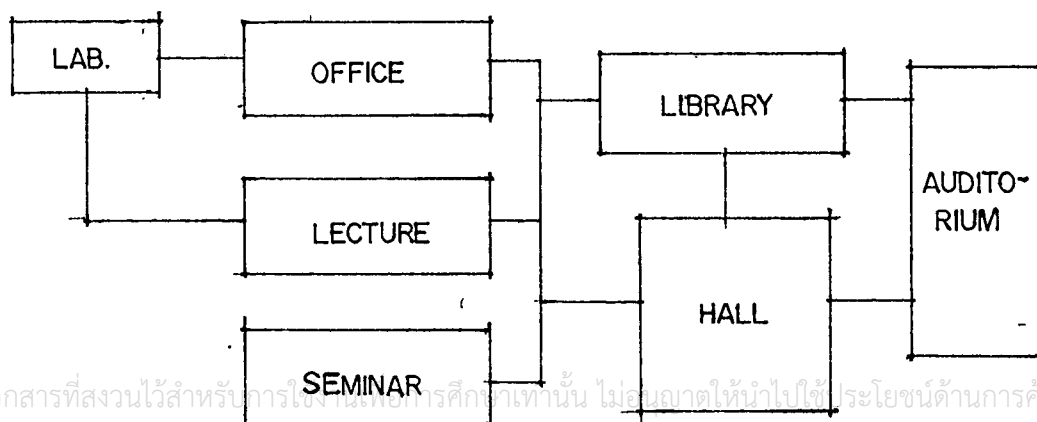 LAB.
OFFICE
LIBRARY
AUDITO-
RIUM
LECTURE
HALL
SEMINAR
กสารที่สงวนไว้สำหรับการใช้งานเพื่อการศึกษาเท่านั้น ไม่อนุญาตให้นำไปใช้ประโยชน์ด้านการค้